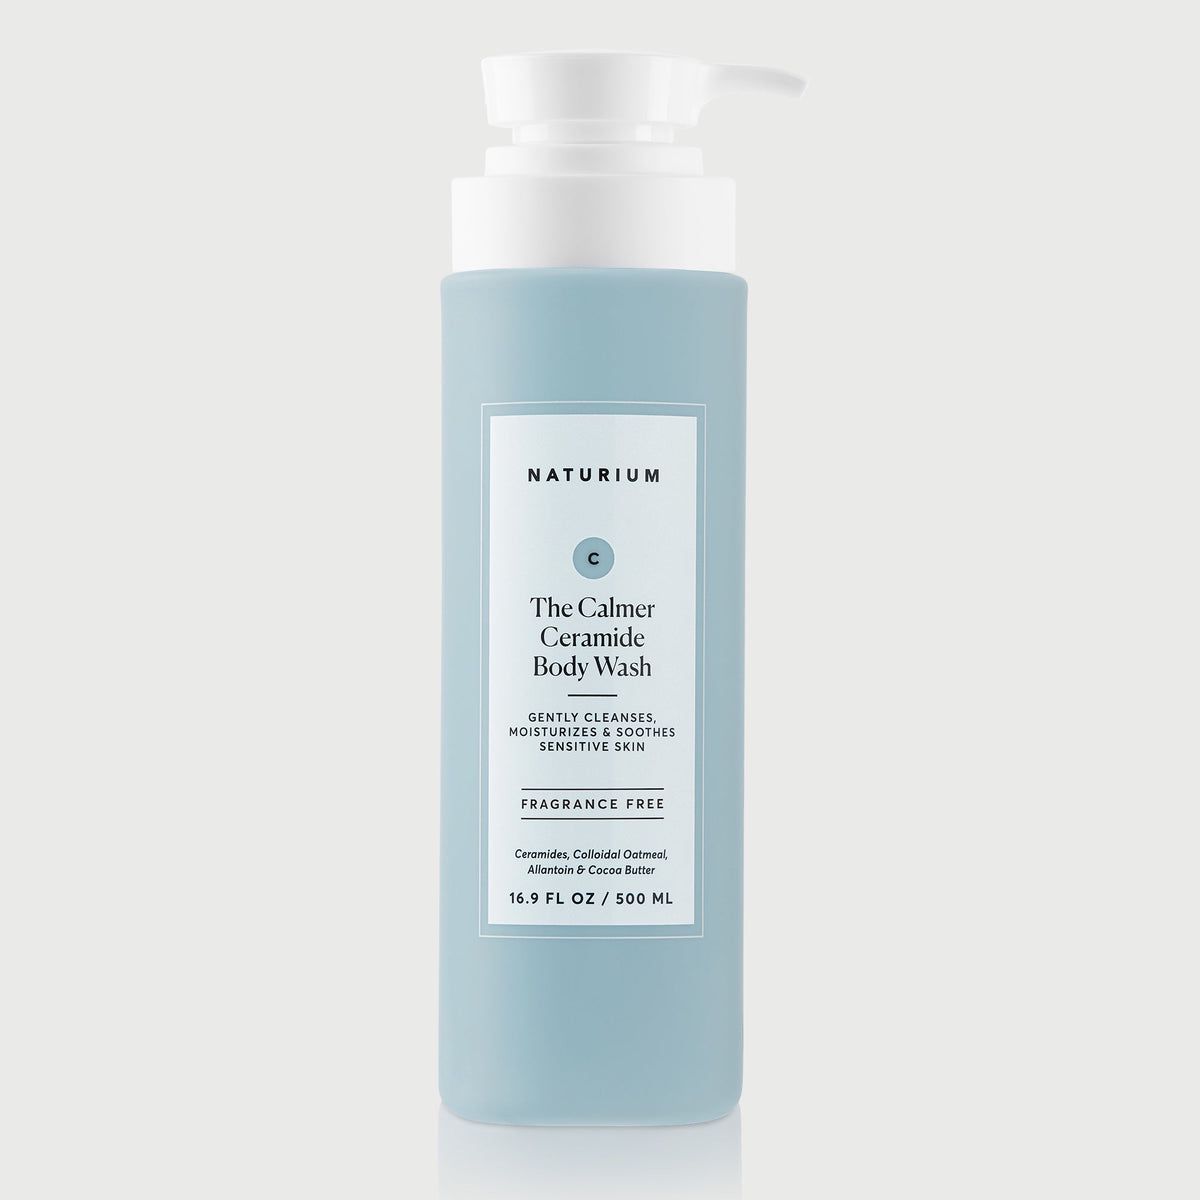 NATURIUM
C
The Calmer
Ceramide
Body Wash
GENTLY CLEANSES,
MOISTURIZES & SOOTHES
SENSITIVE SKIN
FRAGRANCE FREE
Ceramides, Colloidal Oatmeal,
Allantoin & Cocoa Butter
16.9 FL OZ / 500 ML